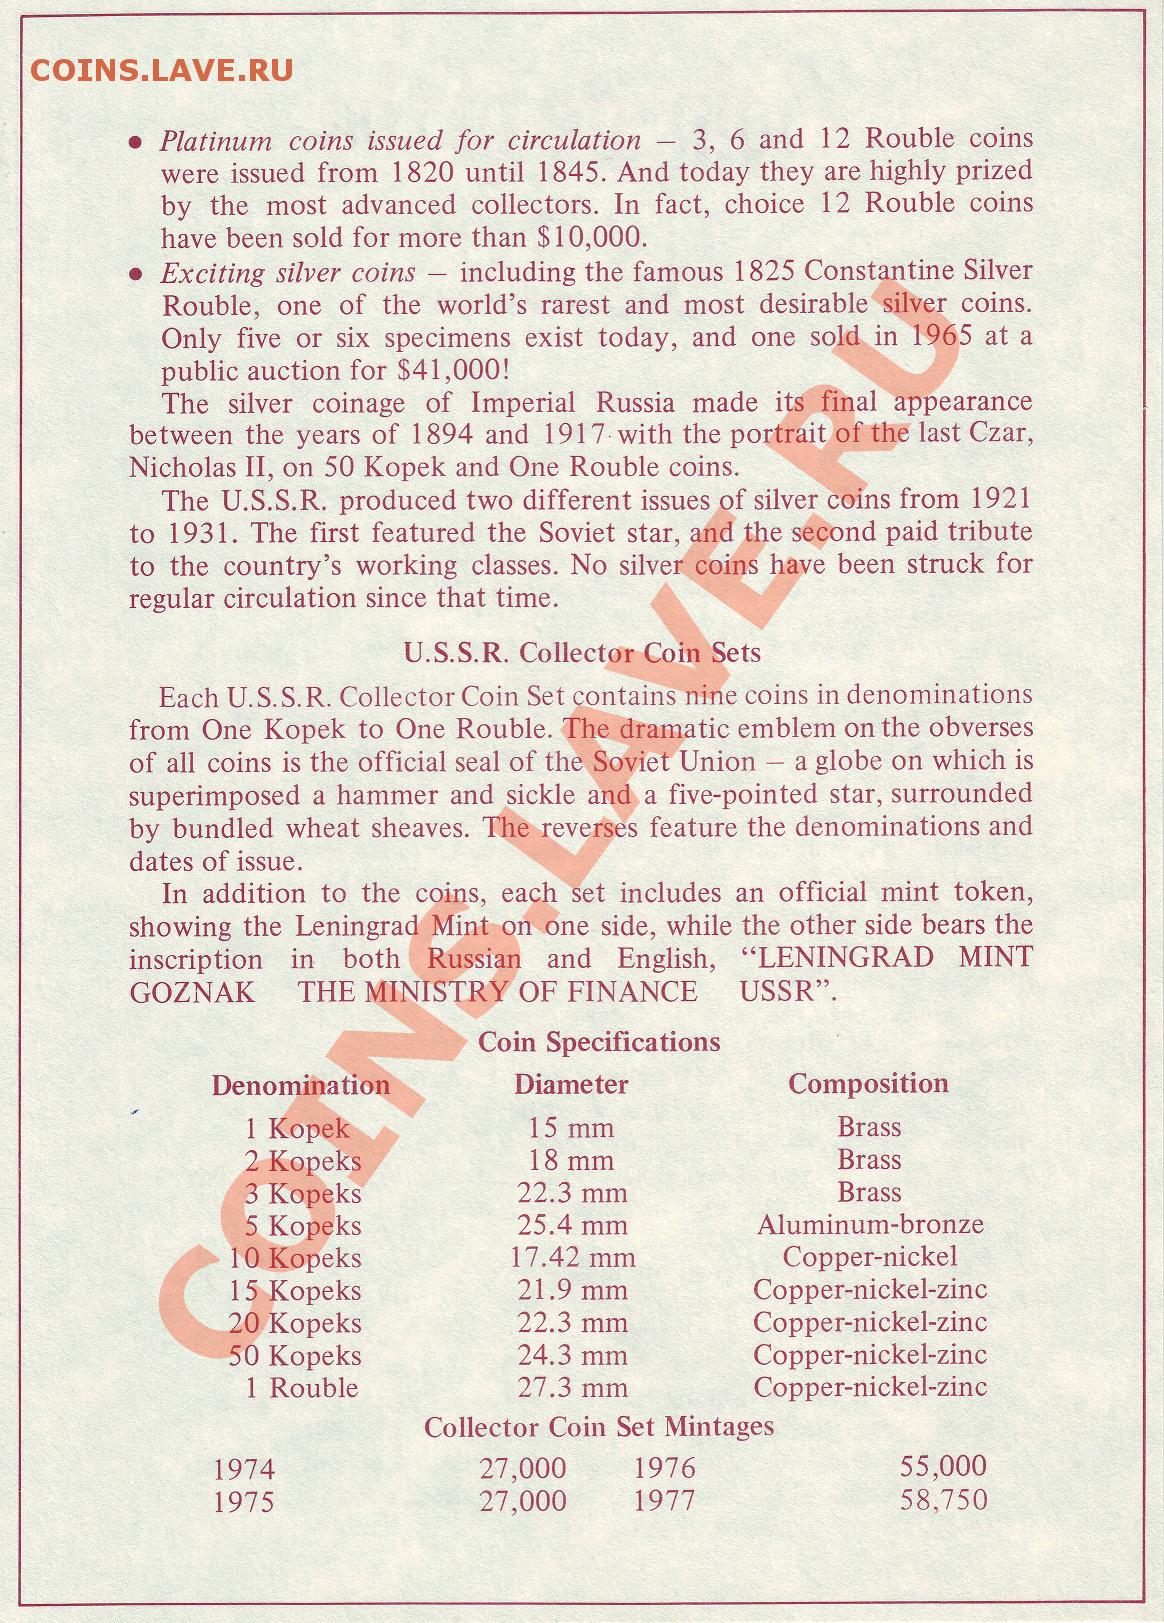 COINS.LAVE.RU
• Platinum coins issued for circulation – 3, 6 and 12 Rouble coins
were issued from 1820 until 1845. And today they are highly prized
by the most advanced collectors. In fact, choice 12 Rouble coins
have been sold for more than $10,000.
• Exciting silver coins – including the famous 1825 Constantine Silver
Rouble, one of the world's rarest and most desirable silver coins.
Only five or six specimens exist today, and one sold in 1965 at a
public auction for $41,000!
The silver coinage of Imperial Russia made its final appearance
between the years of 1894 and 1917 with the portrait of the last Czar,
Nicholas II, on 50 Kopek and One Rouble coins.
The U.S.S.R. produced two different issues of silver coins from 1921
to 1931. The first featured the Soviet star, and the second paid tribute
to the country's working classes. No silver coins have been struck for
regular circulation since that time.
U.S.S.R. Collector Coin Sets
Each U.S.S.R. Collector Coin Set contains nine coins in denominations
from One Kopek to One Rouble. The dramatic emblem on the obverses
of all coins is the official seal of the Soviet Union – a globe on which is
superimposed a hammer and sickle and a five-pointed star, surrounded
by bundled wheat sheaves. The reverses feature the denominations and
dates of issue.
In addition to the coins, each set includes an official mint token,
showing the Leningrad Mint on one side, while the other side bears the
inscription in both Russian and English, “LENINGRAD MINT
GOZNAK THE MINISTRY OF FINANCE USSR”.
Coin Specifications
Denomination Diameter Composition
1 Kopek 15 mm Brass
2 Kopeks 18 mm Brass
3 Kopeks 22.3 mm Brass
5 Kopeks 25.4 mm Aluminum-bronze
10 Kopeks 17.42 mm Copper-nickel
15 Kopeks 21.9 mm Copper-nickel-zinc
20 Kopeks 22.3 mm Copper-nickel-zinc
50 Kopeks 24.3 mm Copper-nickel-zinc
1 Rouble 27.3 mm Copper-nickel-zinc
Collector Coin Set Mintages
1974 27,000 1976 55,000
1975 27,000 1977 58,750
COINS.LAVE.RU